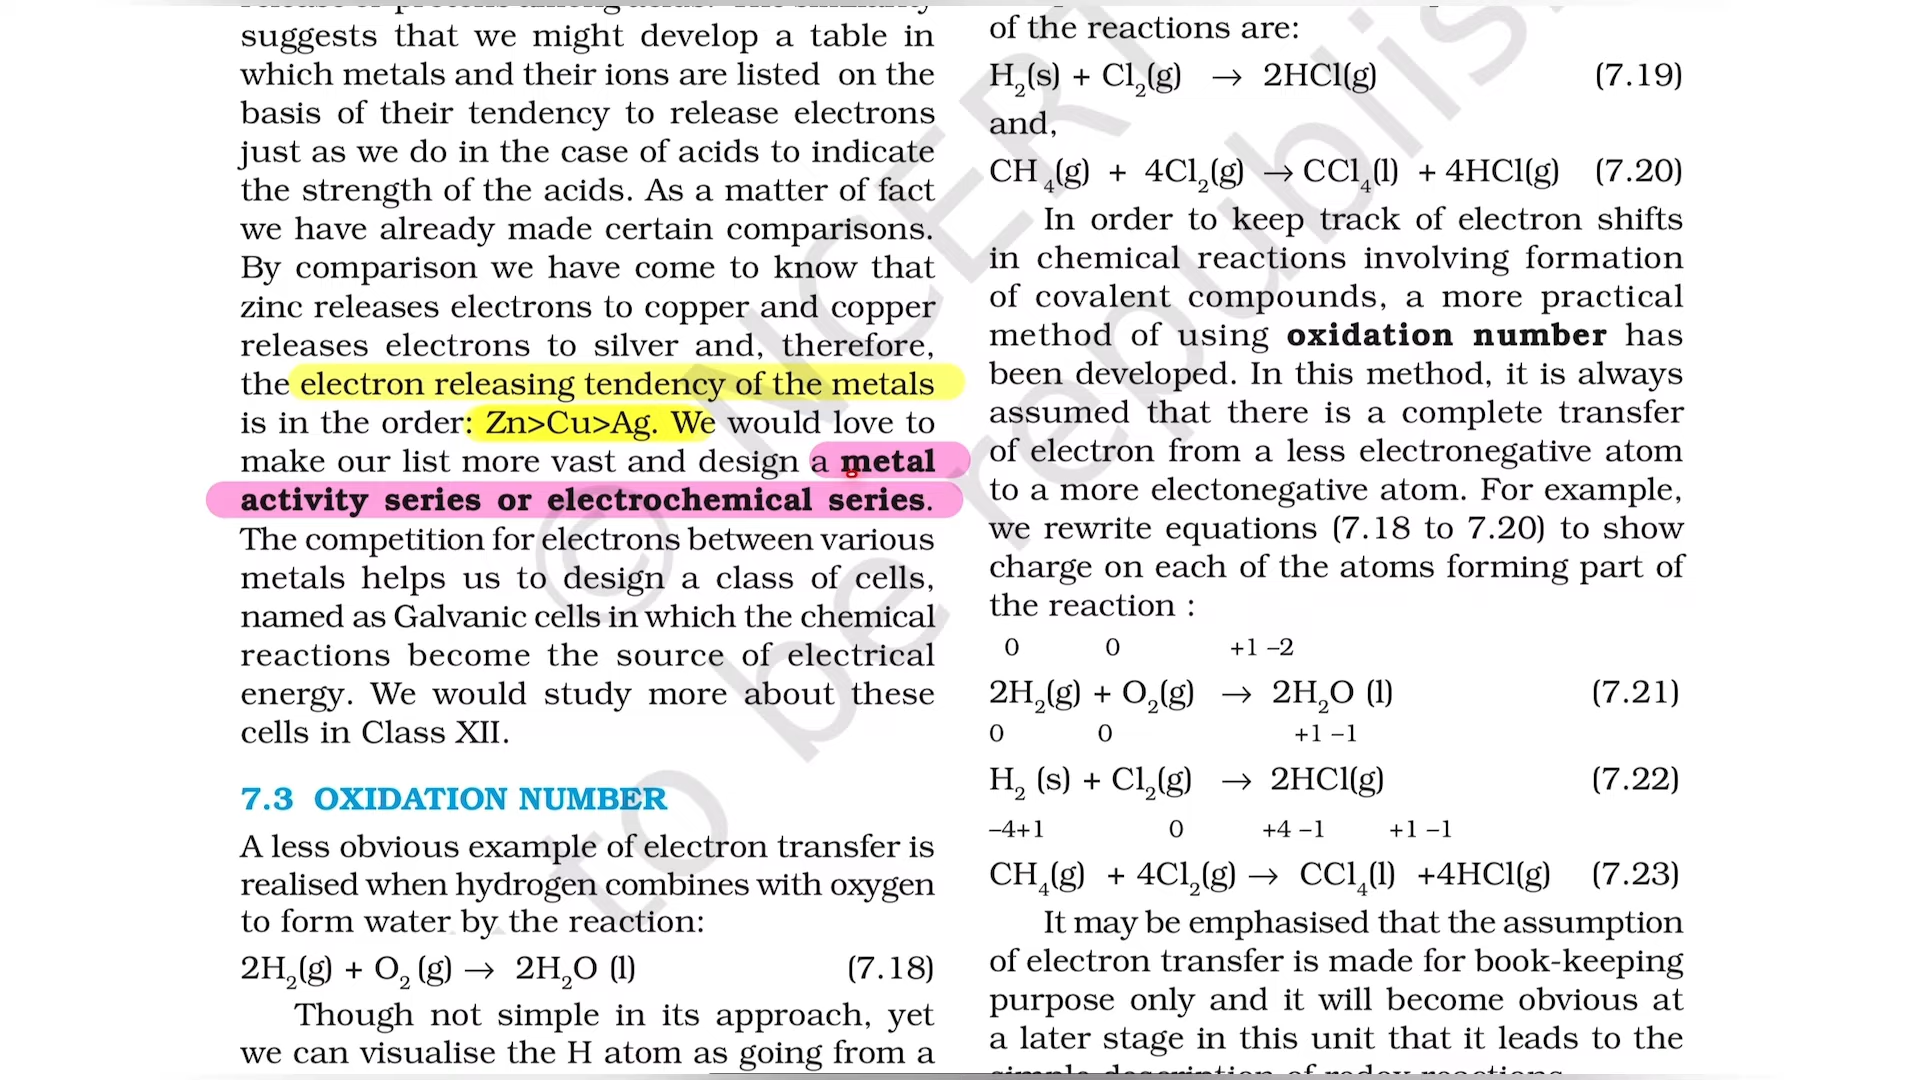 suggests that we might develop a table in
which metals and their ions are listed on the
basis of their tendency to release electrons
just as we do in the case of acids to indicate
the strength of the acids. As a matter of fact
we have already made certain comparisons.
By comparison we have come to know that
zinc releases electrons to copper and copper
releases electrons to silver and, therefore,
the electron releasing tendency of the metals
is in the order: Zn>Cu>Ag. We would love to
make our list more vast and design a metal
activity series or electrochemical series.
The competition for electrons between various
metals helps us to design a class of cells,
named as Galvanic cells in which the chemical
reactions become the source of electrical
energy. We would study more about these
cells in Class XII.
7.3 OXIDATION NUMBER
A less obvious example of electron transfer is
realised when hydrogen combines with oxygen
to form water by the reaction:
2H₂(g) + O₂ (g) → 2H₂O (l) (7.18)
Though not simple in its approach, yet
we can visualise the H atom as going from a
of the reactions are:
H₂(s) + Cl₂(g) → 2HCl(g) (7.19)
and,
CH₄(g) + 4Cl₂(g) → CCl₄(l) + 4HCl(g) (7.20)
In order to keep track of electron shifts
in chemical reactions involving formation
of covalent compounds, a more practical
method of using oxidation number has
been developed. In this method, it is always
assumed that there is a complete transfer
of electron from a less electronegative atom
to a more electonegative atom. For example,
we rewrite equations (7.18 to 7.20) to show
charge on each of the atoms forming part of
the reaction :
0 0 +1 –2
2H₂(g) + O₂(g) → 2H₂O (l) (7.21)
0 0 +1 –1
H₂ (s) + Cl₂(g) → 2HCl(g) (7.22)
–4+1 0 +4 –1 +1 –1
CH₄(g) + 4Cl₂(g) → CCl₄(l) +4HCl(g) (7.23)
It may be emphasised that the assumption
of electron transfer is made for book-keeping
purpose only and it will become obvious at
a later stage in this unit that it leads to the
© NCERT
to be republis